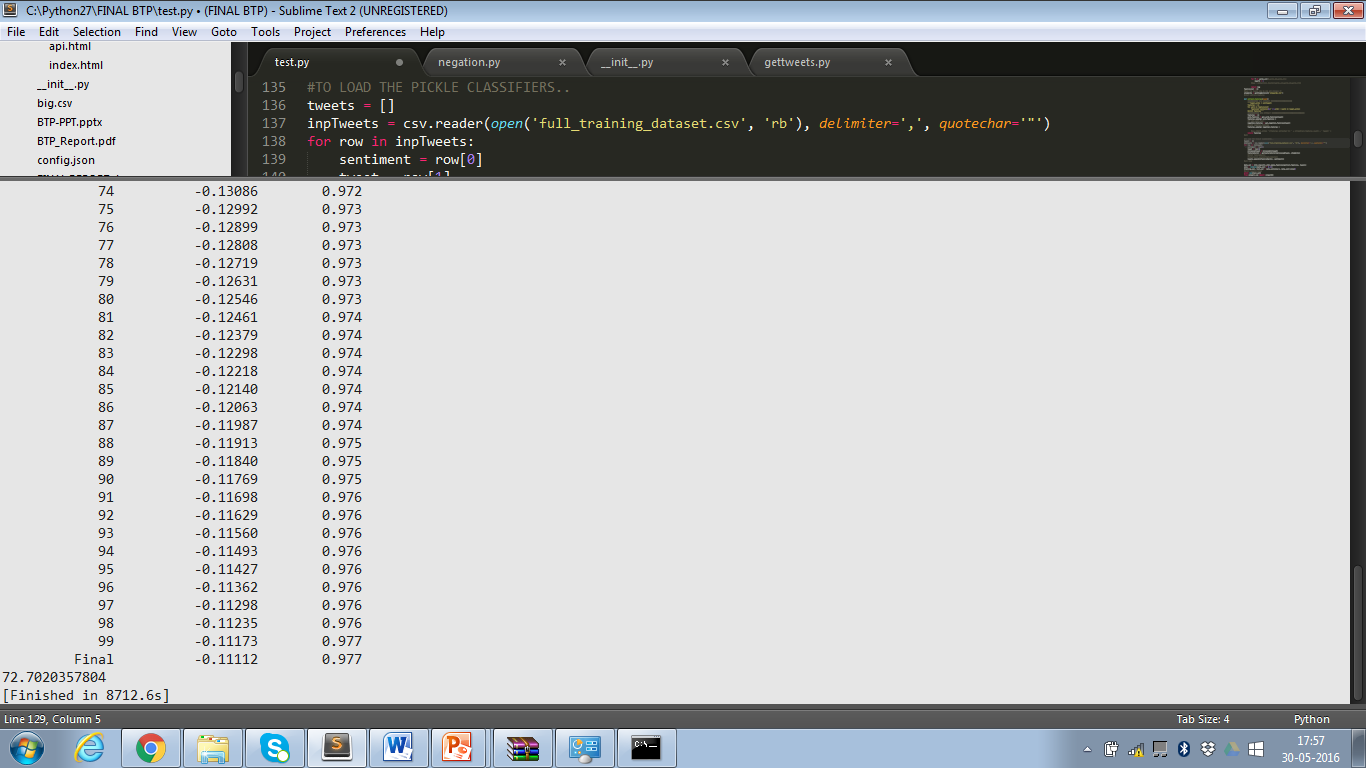 C:\Python27\FINAL BTP\test.py • (FINAL BTP) - Sublime Text 2 (UNREGISTERED)
File Edit Selection Find View Goto Tools Project Preferences Help
api.html
index.html
__init__.py
big.csv
BTP-PPT.pptx
BTP_Report.pdf
config.json
test.py negation.py __init__.py gettweets.py
135 #TO LOAD THE PICKLE CLASSIFIERS..
136 tweets = []
137 inpTweets = csv.reader(open('full_training_dataset.csv', 'rb'), delimiter=',', quotechar='"')
138 for row in inpTweets:
139 sentiment = row[0]
140 tweet = row[1]
74 -0.13086 0.972
75 -0.12992 0.973
76 -0.12899 0.973
77 -0.12808 0.973
78 -0.12719 0.973
79 -0.12631 0.973
80 -0.12546 0.973
81 -0.12461 0.974
82 -0.12379 0.974
83 -0.12298 0.974
84 -0.12218 0.974
85 -0.12140 0.974
86 -0.12063 0.974
87 -0.11987 0.974
88 -0.11913 0.975
89 -0.11840 0.975
90 -0.11769 0.975
91 -0.11698 0.976
92 -0.11629 0.976
93 -0.11560 0.976
94 -0.11493 0.976
95 -0.11427 0.976
96 -0.11362 0.976
97 -0.11298 0.976
98 -0.11235 0.976
99 -0.11173 0.977
Final -0.11112 0.977
72.7020357804
[Finished in 8712.6s]
Line 129, Column 5 Tab Size: 4 Python
17:57
30-05-2016